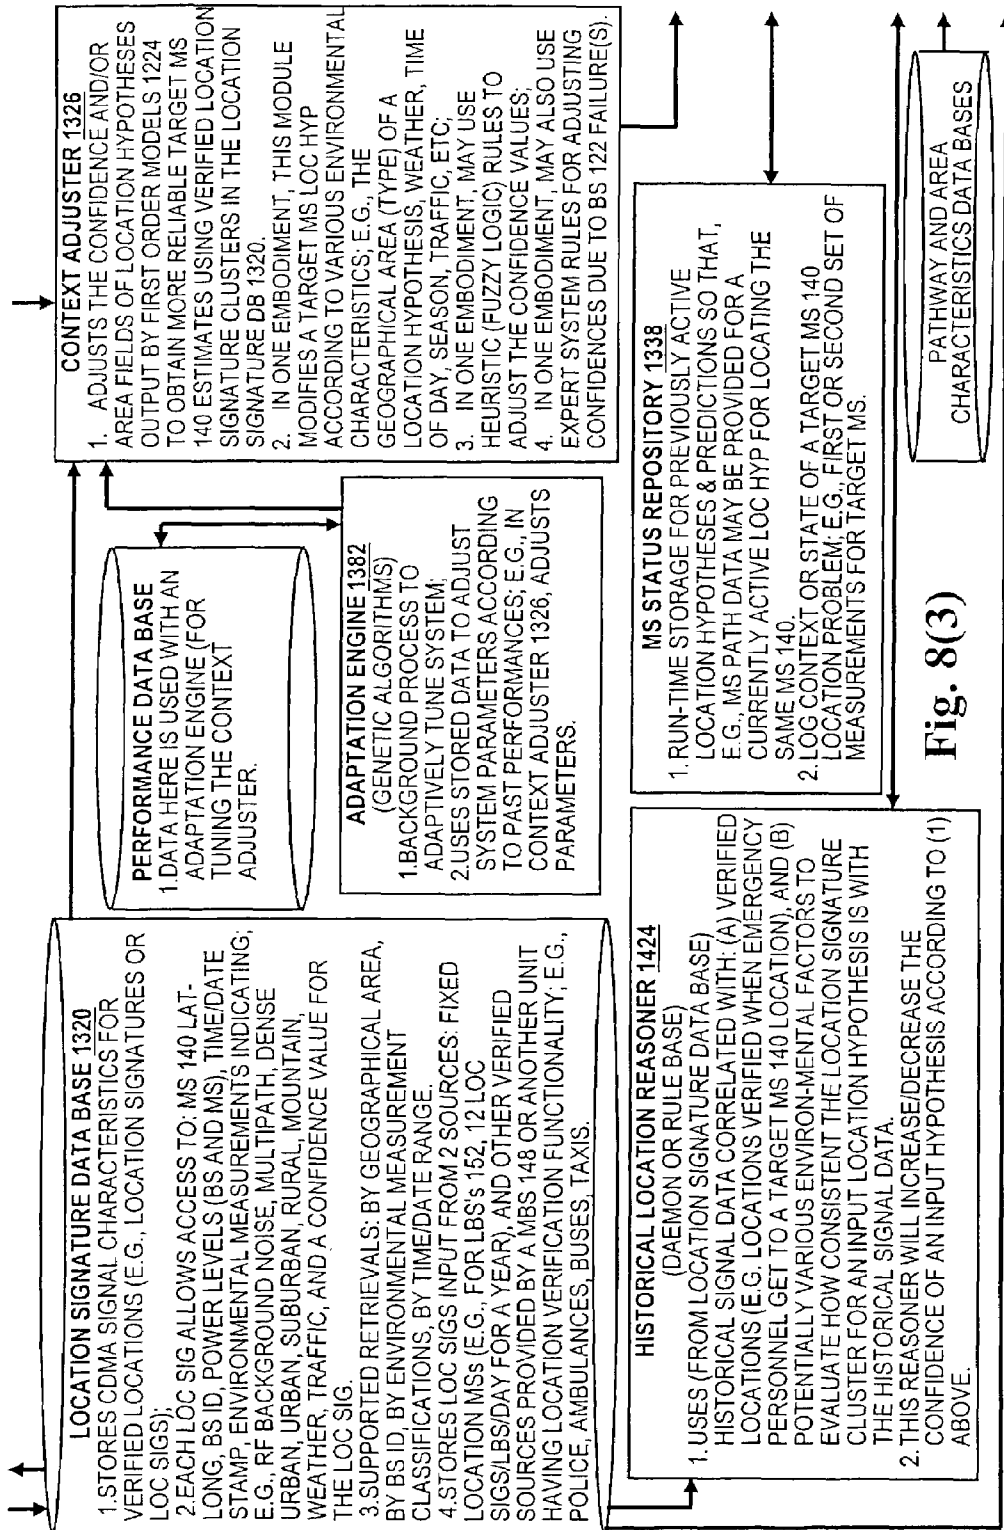 LOCATION SIGNATURE DATA BASE 1320
1.STORES CDMA SIGNAL CHARACTERISTICS FOR
VERIFIED LOCATIONS (E.G., LOCATION SIGNATURES OR
LOC SIGS);
2.EACH LOC SIG ALLOWS ACCESS TO: MS 140 LAT-
LONG, BS ID, POWER LEVELS (BS AND MS), TIME/DATE
STAMP, ENVIRONMENTAL MEASUREMENTS INDICATING;
E.G., RF BACKGROUND NOISE, MULTIPATH, DENSE
URBAN, URBAN, SUBURBAN, RURAL, MOUNTAIN,
WEATHER, TRAFFIC, AND A CONFIDENCE VALUE FOR
THE LOC SIG.
3.SUPPORTED RETRIEVALS: BY GEOGRAPHICAL AREA,
BY BS ID, BY ENVIRONMENTAL MEASUREMENT
CLASSIFICATIONS, BY TIME/DATE RANGE.
4.STORES LOC SIGS INPUT FROM 2 SOURCES: FIXED
LOCATION MSs (E.G., FOR LBS's 152, 12 LOC
SIGS/LBS/DAY FOR A YEAR), AND OTHER VERIFIED
SOURCES PROVIDED BY A MBS 148 OR ANOTHER UNIT
HAVING LOCATION VERIFICATION FUNCTIONALITY; E.G.,
POLICE, AMBULANCES, BUSES, TAXIS.
PERFORMANCE DATA BASE
1.DATA HERE IS USED WITH AN
ADAPTATION ENGINE (FOR
TUNING THE CONTEXT
ADJUSTER.
ADAPTATION ENGINE 1382
(GENETIC ALGORITHMS)
1.BACKGROUND PROCESS TO
ADAPTIVELY TUNE SYSTEM;
2.USES STORED DATA TO ADJUST
SYSTEM PARAMETERS ACCORDING
TO PAST PERFORMANCES; E.G., IN
CONTEXT ADJUSTER 1326, ADJUSTS
PARAMETERS.
CONTEXT ADJUSTER 1326
1. ADJUSTS THE CONFIDENCE AND/OR
AREA FIELDS OF LOCATION HYPOTHESES
OUTPUT BY FIRST ORDER MODELS 1224
TO OBTAIN MORE RELIABLE TARGET MS
140 ESTIMATES USING VERIFIED LOCATION
SIGNATURE CLUSTERS IN THE LOCATION
SIGNATURE DB 1320.
2. IN ONE EMBODIMENT, THIS MODULE
MODIFIES A TARGET MS LOC HYP
ACCORDING TO VARIOUS ENVIRONMENTAL
CHARACTERISTICS; E.G., THE
GEOGRAPHICAL AREA (TYPE) OF A
LOCATION HYPOTHESIS, WEATHER, TIME
OF DAY, SEASON, TRAFFIC, ETC;
3. IN ONE EMBODIMENT, MAY USE
HEURISTIC (FUZZY LOGIC) RULES TO
ADJUST THE CONFIDENCE VALUES;
4. IN ONE EMBODIMENT, MAY ALSO USE
EXPERT SYSTEM RULES FOR ADJUSTING
CONFIDENCES DUE TO BS 122 FAILURE(S).
HISTORICAL LOCATION REASONER 1424
(DAEMON OR RULE BASE)
1. USES (FROM LOCATION SIGNATURE DATA BASE)
HISTORICAL SIGNAL DATA CORRELATED WITH: (A) VERIFIED
LOCATIONS (E.G. LOCATIONS VERIFIED WHEN EMERGENCY
PERSONNEL GET TO A TARGET MS 140 LOCATION), AND (B)
POTENTIALLY VARIOUS ENVIRON-MENTAL FACTORS TO
EVALUATE HOW CONSISTENT THE LOCATION SIGNATURE
CLUSTER FOR AN INPUT LOCATION HYPOTHESIS IS WITH
THE HISTORICAL SIGNAL DATA.
2. THIS REASONER WILL INCREASE/DECREASE THE
CONFIDENCE OF AN INPUT HYPOTHESIS ACCORDING TO (1)
ABOVE.
MS STATUS REPOSITORY 1338
1. RUN-TIME STORAGE FOR PREVIOUSLY ACTIVE
LOCATION HYPOTHESES & PREDICTIONS SO THAT,
E.G., MS PATH DATA MAY BE PROVIDED FOR A
CURRENTLY ACTIVE LOC HYP FOR LOCATING THE
SAME MS 140.
2. LOG CONTEXT OR STATE OF A TARGET MS 140
LOCATION PROBLEM; E.G., FIRST OR SECOND SET OF
MEASUREMENTS FOR TARGET MS.
PATHWAY AND AREA
CHARACTERISTICS DATA BASES
Fig. 8(3)